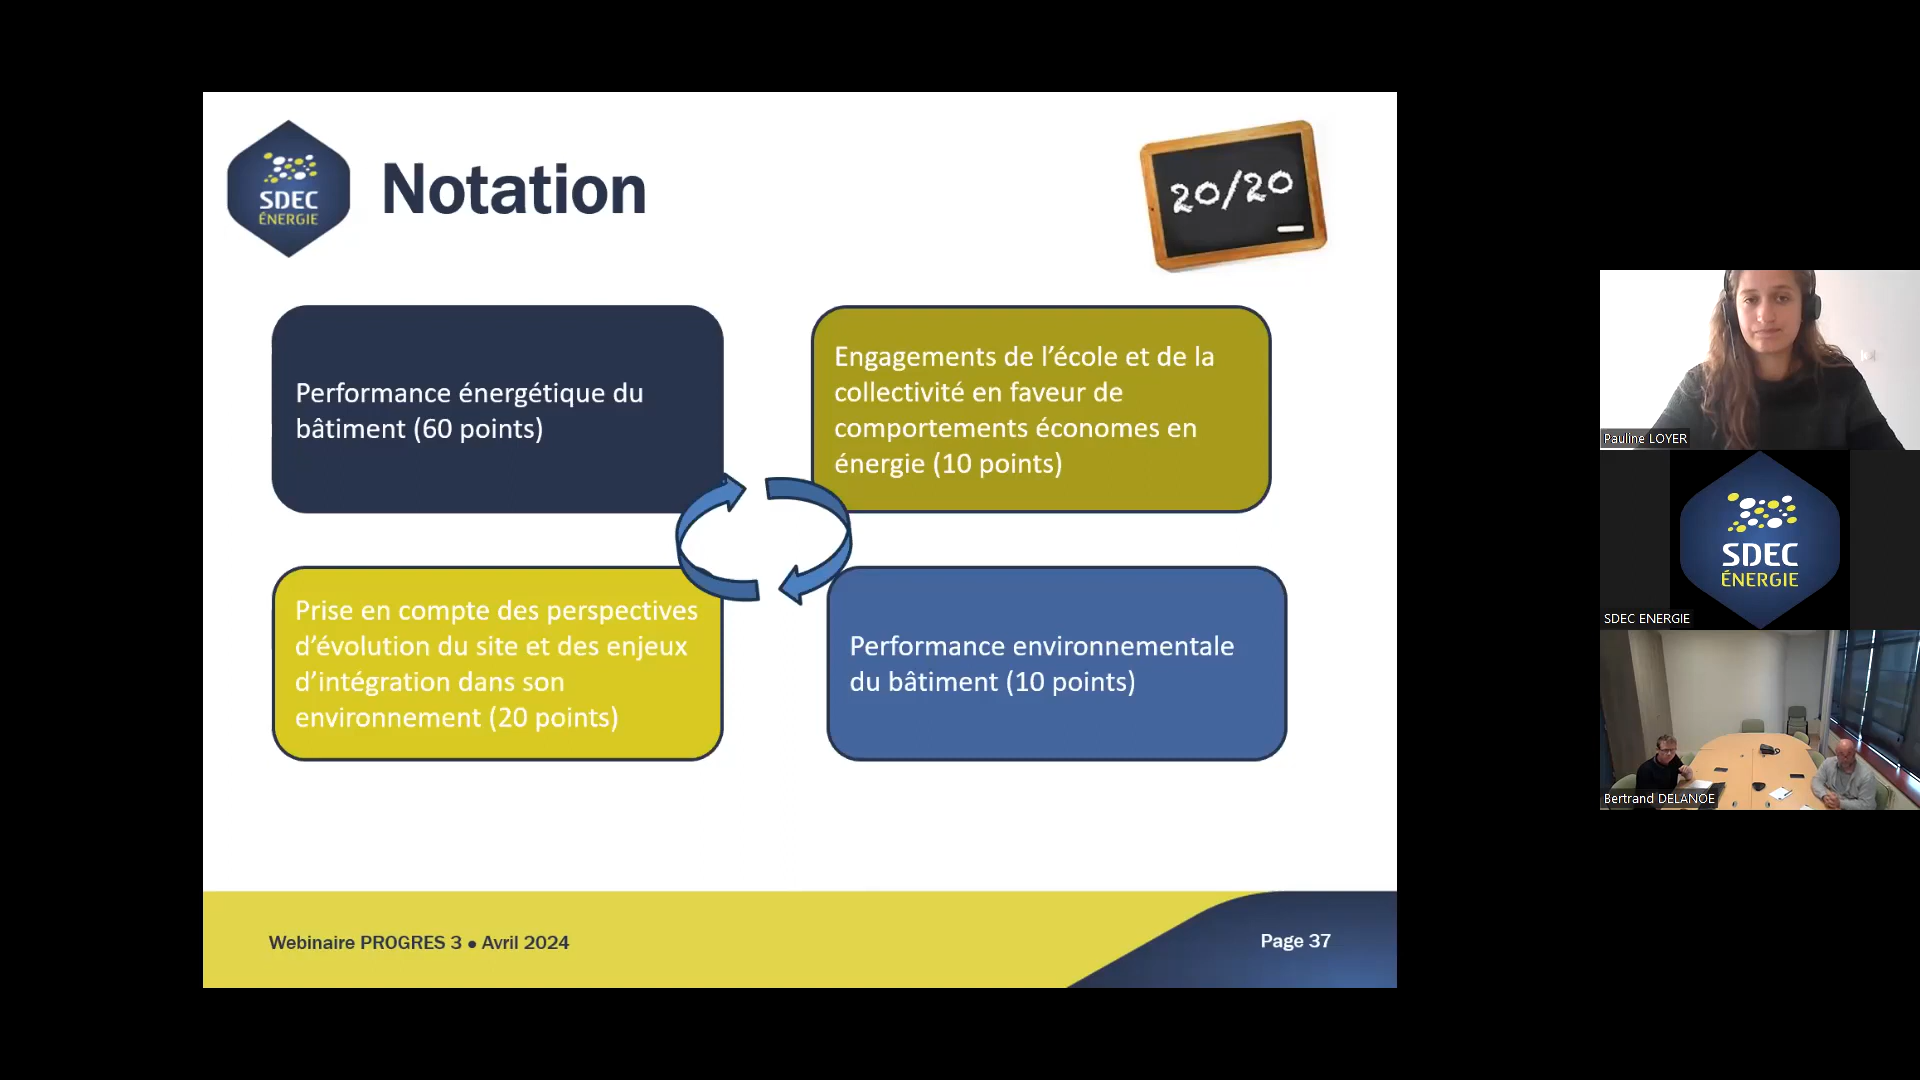 SDEC
ÉNERGIE
Notation
20/20
Performance énergétique du
bâtiment (60 points)
Engagements de l’école et de la
collectivité en faveur de
comportements économes en
énergie (10 points)
Prise en compte des perspectives
d’évolution du site et des enjeux
d’intégration dans son
environnement (20 points)
Performance environnementale
du bâtiment (10 points)
Webinaire PROGRES 3 ● Avril 2024
Page 37
Pauline LOYER
SDEC
ÉNERGIE
SDEC ENERGIE
Bertrand DELANOE